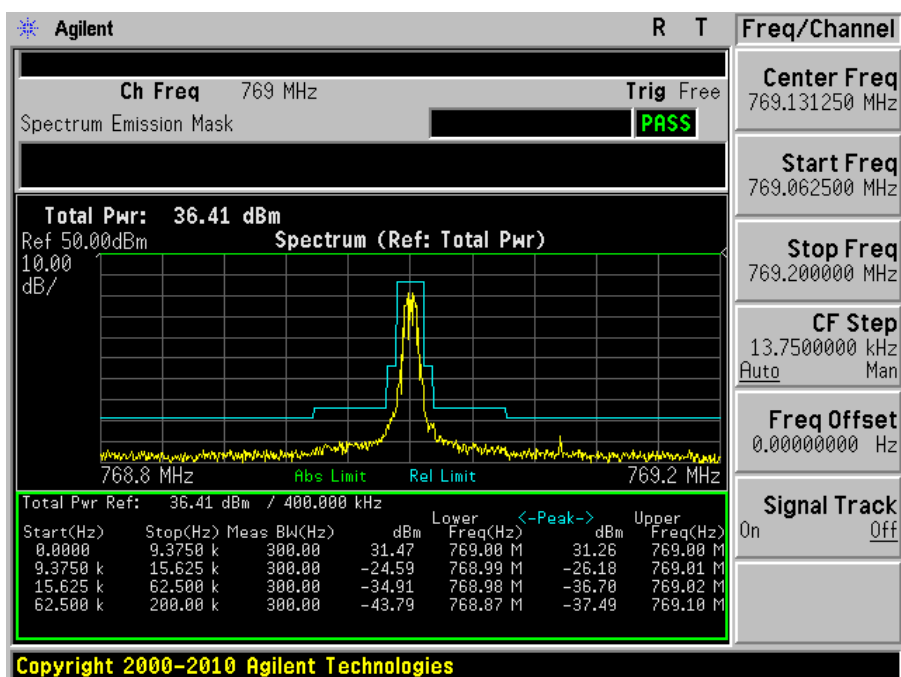 Agilent R T Freq/Channel
Ch Freq 769 MHz Trig Free
Spectrum Emission Mask PASS
Center Freq
769.131250 MHz
Start Freq
769.062500 MHz
Stop Freq
769.200000 MHz
CF Step
13.7500000 kHz
Auto Man
Freq Offset
0.00000000 Hz
Signal Track
On Off
Total Pwr: 36.41 dBm
Ref 50.00dBm Spectrum (Ref: Total Pwr)
10.00
dB/
768.8 MHz Abs Limit Rel Limit 769.2 MHz
Total Pwr Ref: 36.41 dBm / 400.000 kHz
Lower <-Peak-> Upper
Start(Hz) Stop(Hz) Meas BW(Hz) dBm Freq(Hz) dBm Freq(Hz)
0.0000 9.3750 k 300.00 31.47 769.00 M 31.26 769.00 M
9.3750 k 15.625 k 300.00 -24.59 768.99 M -26.18 769.01 M
15.625 k 62.500 k 300.00 -34.91 768.98 M -36.70 769.02 M
62.500 k 200.00 k 300.00 -43.79 768.87 M -37.49 769.10 M
Copyright 2000-2010 Agilent Technologies